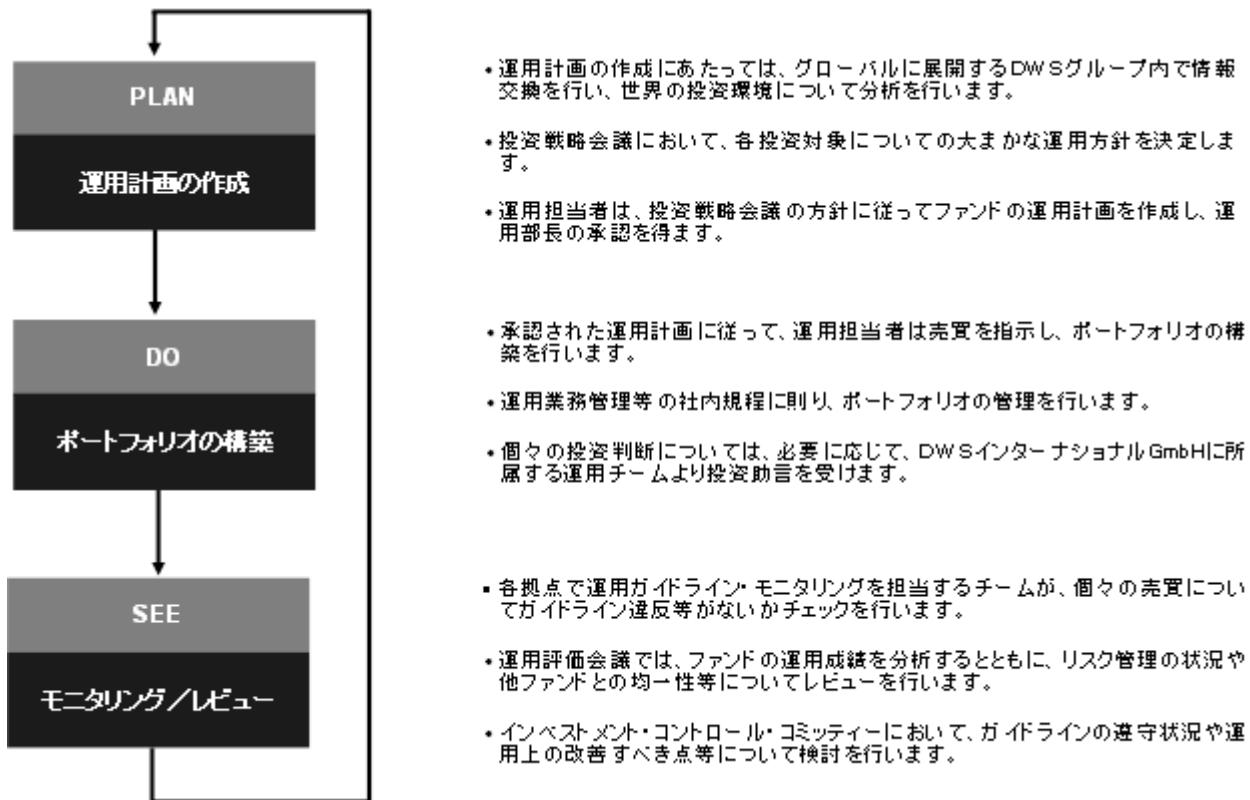 PLAN
運用計画の作成
•運用計画の作成にあたっては、グローバルに展開するDWSグループ内で情報
交換を行い、世界の投資環境について分析を行います。
•投資戦略会議において、各投資対象についての大まかな運用方針を決定しま
す。
•運用担当者は、投資戦略会議の方針に従ってファンドの運用計画を作成し、運
用部長の承認を得ます。
DO
ポートフォリオの構築
•承認された運用計画に従って、運用担当者は売買を指示し、ポートフォリオの構
築を行います。
•運用業務管理等の社内規程に則り、ポートフォリオの管理を行います。
•個々の投資判断については、必要に応じて、DWSインターナショナルGmbHに所
属する運用チームより投資助言を受けます。
SEE
モニタリング／レビュー
▪各拠点で運用ガイドライン・モニタリングを担当するチームが、個々の売買につい
てガイドライン違反等がないかチェックを行います。
•運用評価会議では、ファンドの運用成績を分析するとともに、リスク管理の状況や
他ファンドとの均一性等についてレビューを行います。
•インベストメント・コントロール・コミッティーにおいて、ガイドラインの遵守状況や運
用上の改善すべき点等について検討を行います。